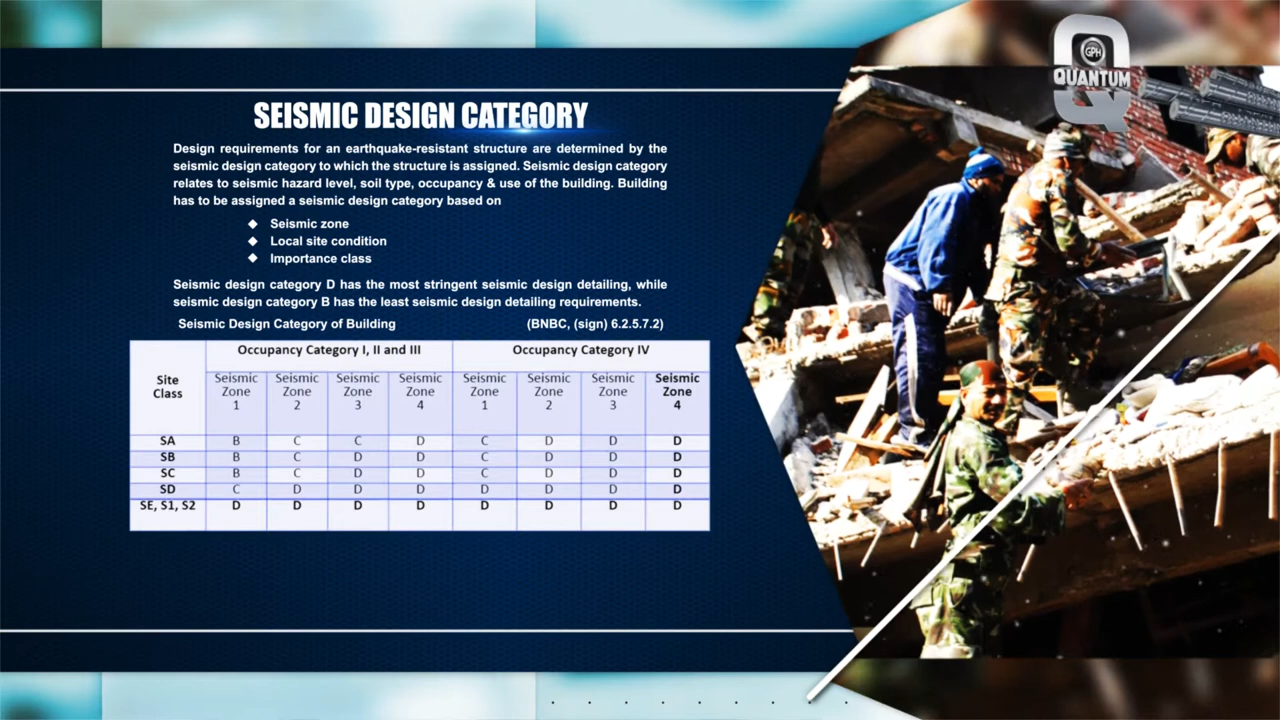 GPH
QUANTUM
SEISMIC DESIGN CATEGORY
Design requirements for an earthquake-resistant structure are determined by the
seismic design category to which the structure is assigned. Seismic design category
relates to seismic hazard level, soil type, occupancy & use of the building. Building
has to be assigned a seismic design category based on
Seismic zone
Local site condition
Importance class
Seismic design category D has the most stringent seismic design detailing, while
seismic design category B has the least seismic design detailing requirements.
Seismic Design Category of Building (BNBC, (sign) 6.2.5.7.2)
Occupancy Category I, II and III Occupancy Category IV
Site Class Seismic Zone 1 Seismic Zone 2 Seismic Zone 3 Seismic Zone 4 Seismic Zone 1 Seismic Zone 2 Seismic Zone 3 Seismic Zone 4
SA B C C D C D D D
SB B C D D C D D D
SC B C D D C D D D
SD C D D D D D D D
SE, S1, S2 D D D D D D D D